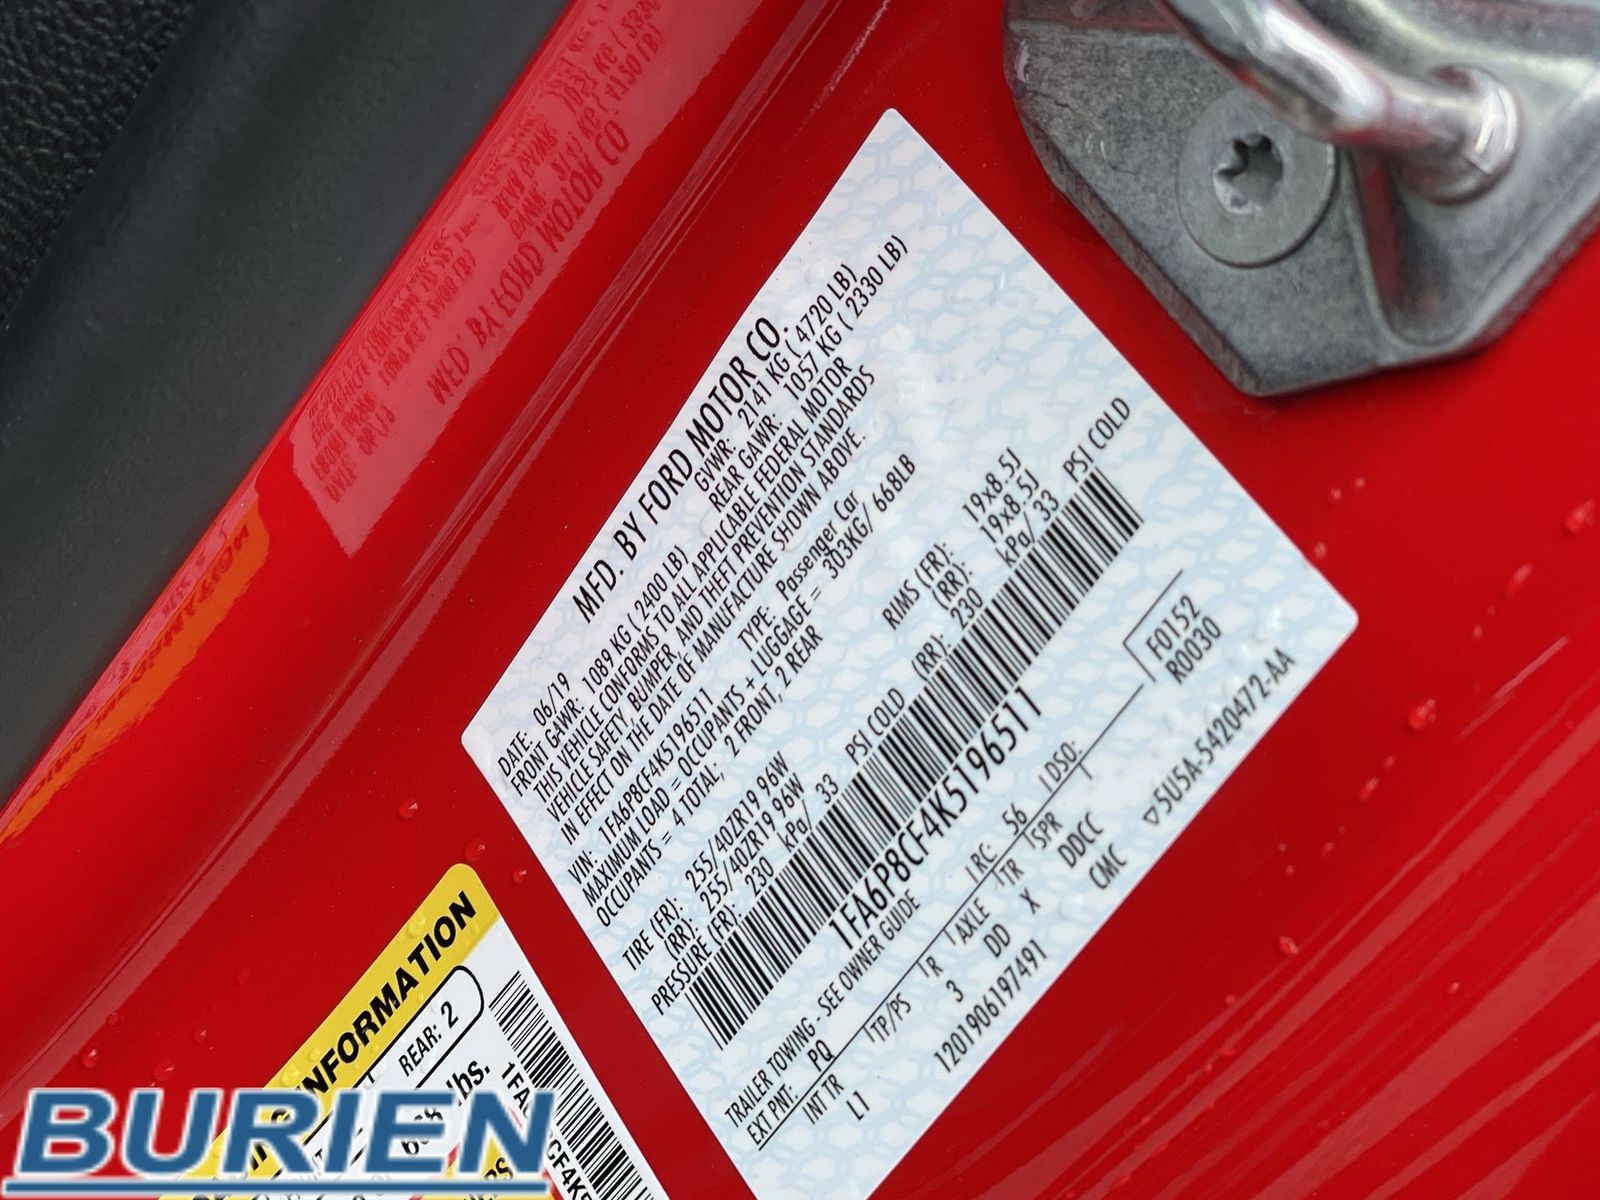 MFD. BY FORD MOTOR CO.
DATE: 06/19 GVWR: 2141 KG ( 4720 LB)
FRONT GAWR: 1089 KG ( 2400 LB) REAR GAWR: 1057 KG ( 2330 LB)
THIS VEHICLE CONFORMS TO ALL APPLICABLE FEDERAL MOTOR
VEHICLE SAFETY, BUMPER, AND THEFT PREVENTION STANDARDS
IN EFFECT ON THE DATE OF MANUFACTURE SHOWN ABOVE.
VIN: 1FA6P8CF4K5196511 TYPE: Passenger Car
MAXIMUM LOAD = OCCUPANTS + LUGGAGE = 303KG/ 668LB
OCCUPANTS = 4 TOTAL; 2 FRONT, 2 REAR
TIRE (FR): 255/40ZR19 96W RIMS (FR): 19x8.5J
(RR): 255/40ZR19 96W (RR): 19x8.5J
PRESSURE (FR): 230 kPa/ 33 PSI COLD (RR): 230 kPa/ 33 PSI COLD
1FA6P8CF4K5196511
TRAILER TOWING - SEE OWNER GUIDE
EXT PNT: PQ RC: 56 DSO: F0152
R0030
INT TR TP/PS R AXLE TR SPR
L1 3 DD X DDCC
CMC
1201906197491 ▽5U5A-5420472-AA
INFORMATION
REAR: 2
lbs.
BURIEN